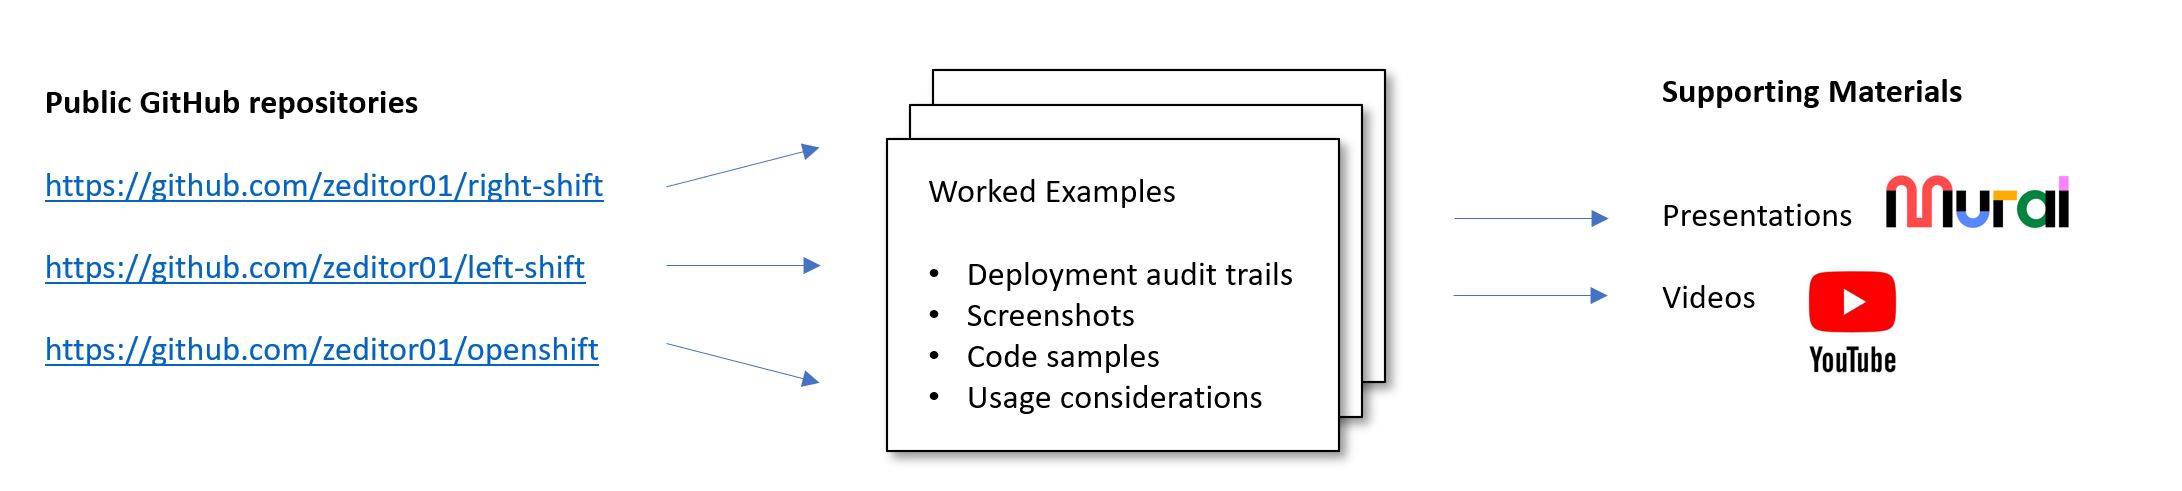 Public GitHub repositories
https://github.com/zeditor01/right-shift
https://github.com/zeditor01/left-shift
https://github.com/zeditor01/openshift
Worked Examples
• Deployment audit trails
• Screenshots
• Code samples
• Usage considerations
Supporting Materials
Presentations mural
Videos
YouTube